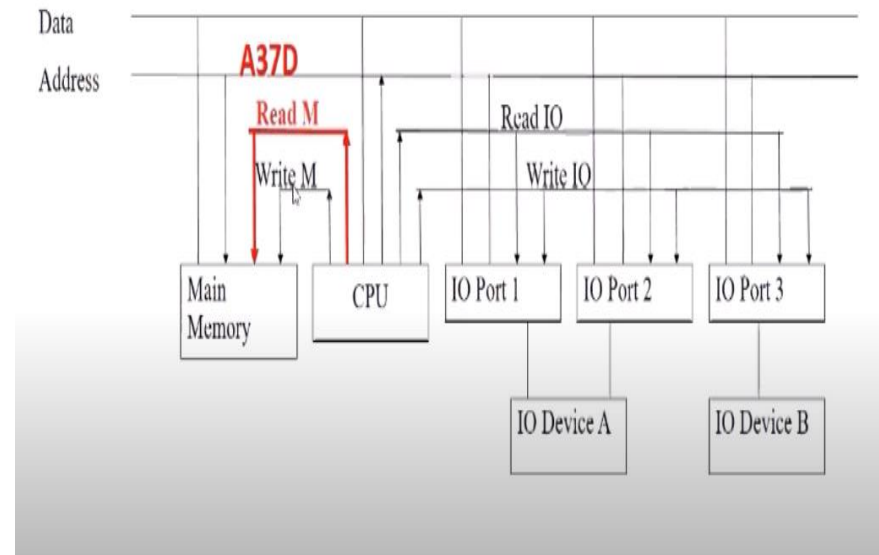 Data
A37D
Address
Read M
Read IO
Write M
Write IO
Main
Memory
CPU
IO Port 1
IO Port 2
IO Port 3
IO Device A
IO Device B